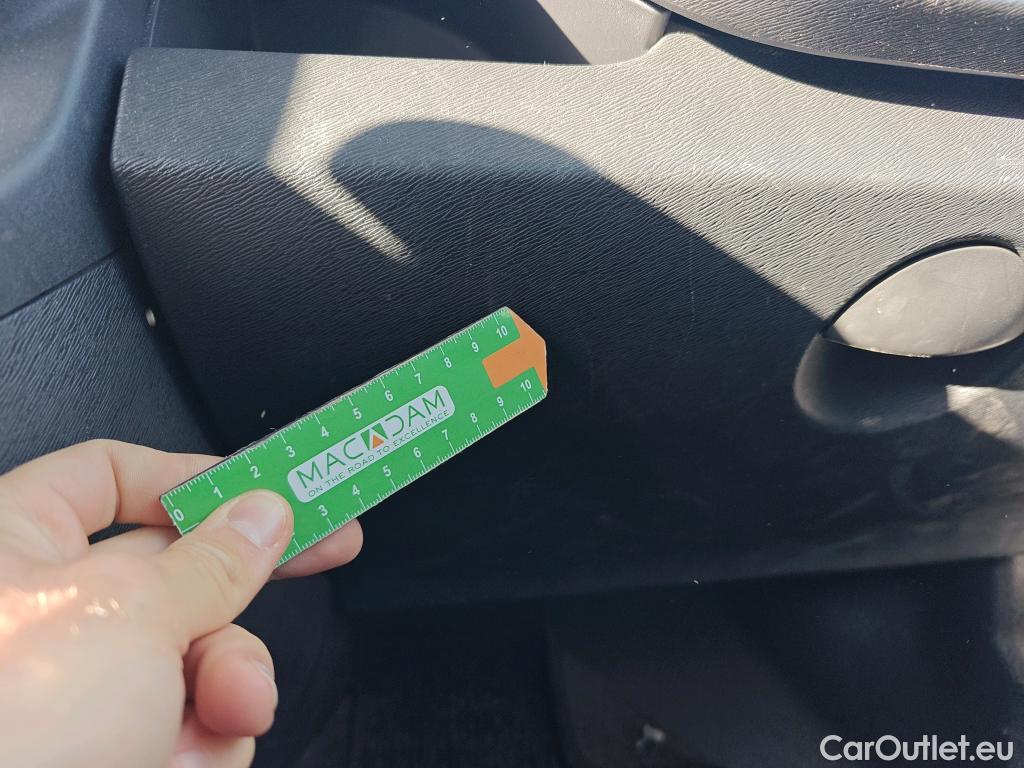 0 1 2 3 4 5 6 7 8 9 10
MACADAM
ON THE ROAD TO EXCELLENCE
3 4 5 6 7 8 9 10
CarOutlet.eu